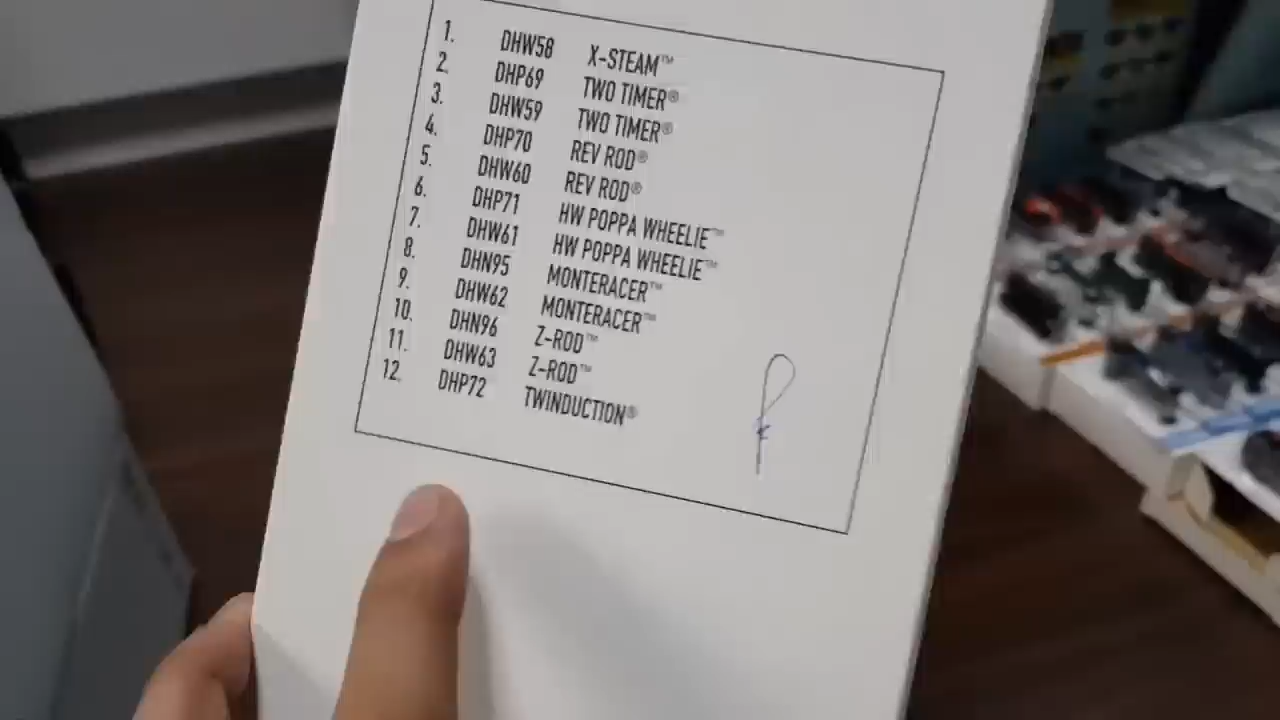 1. DHW58 X-STEAM™
2. DHP69 TWO TIMER®
3. DHW59 TWO TIMER®
4. DHP70 REV ROD®
5. DHW60 REV ROD®
6. DHP71 HW POPPA WHEELIE™
7. DHW61 HW POPPA WHEELIE™
8. DHN95 MONTERACER™
9. DHW62 MONTERACER™
10. DHN96 Z-ROD™
11. DHW63 Z-ROD™
12. DHP72 TWINDUCTION®